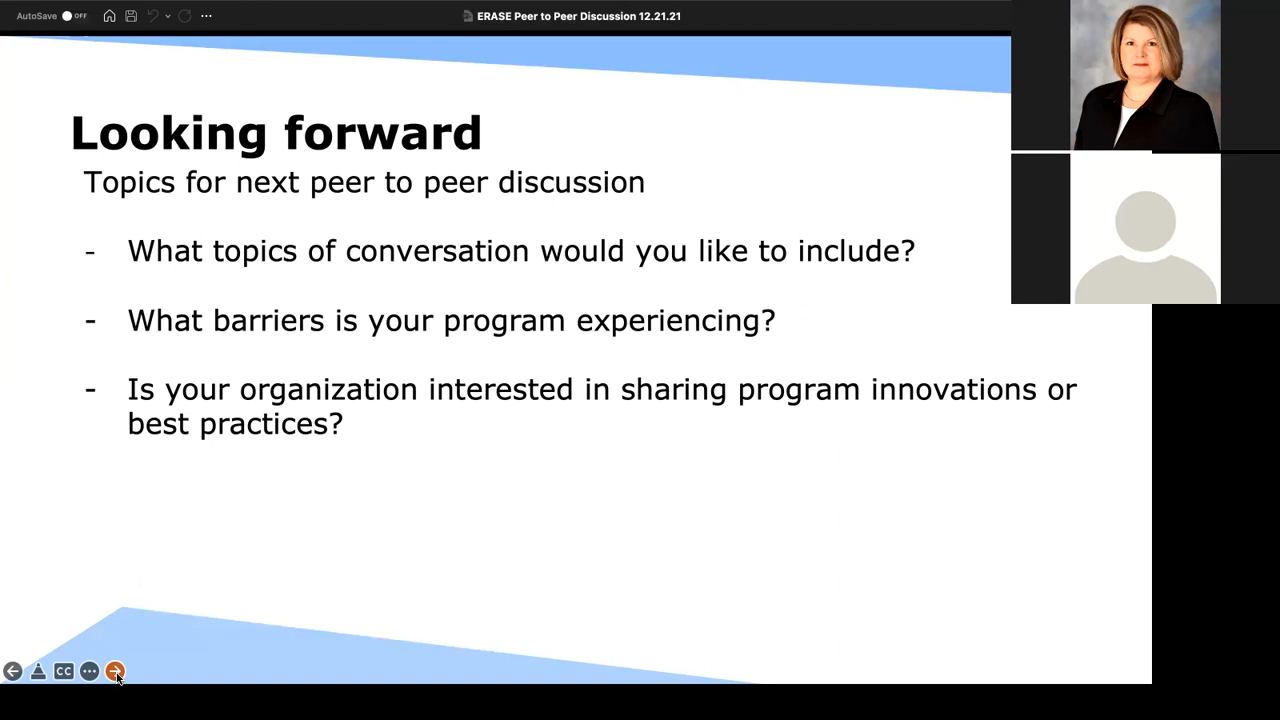 AutoSave OFF
ERASE Peer to Peer Discussion 12.21.21
Looking forward
Topics for next peer to peer discussion
- What topics of conversation would you like to include?
- What barriers is your program experiencing?
- Is your organization interested in sharing program innovations or
best practices?
CC